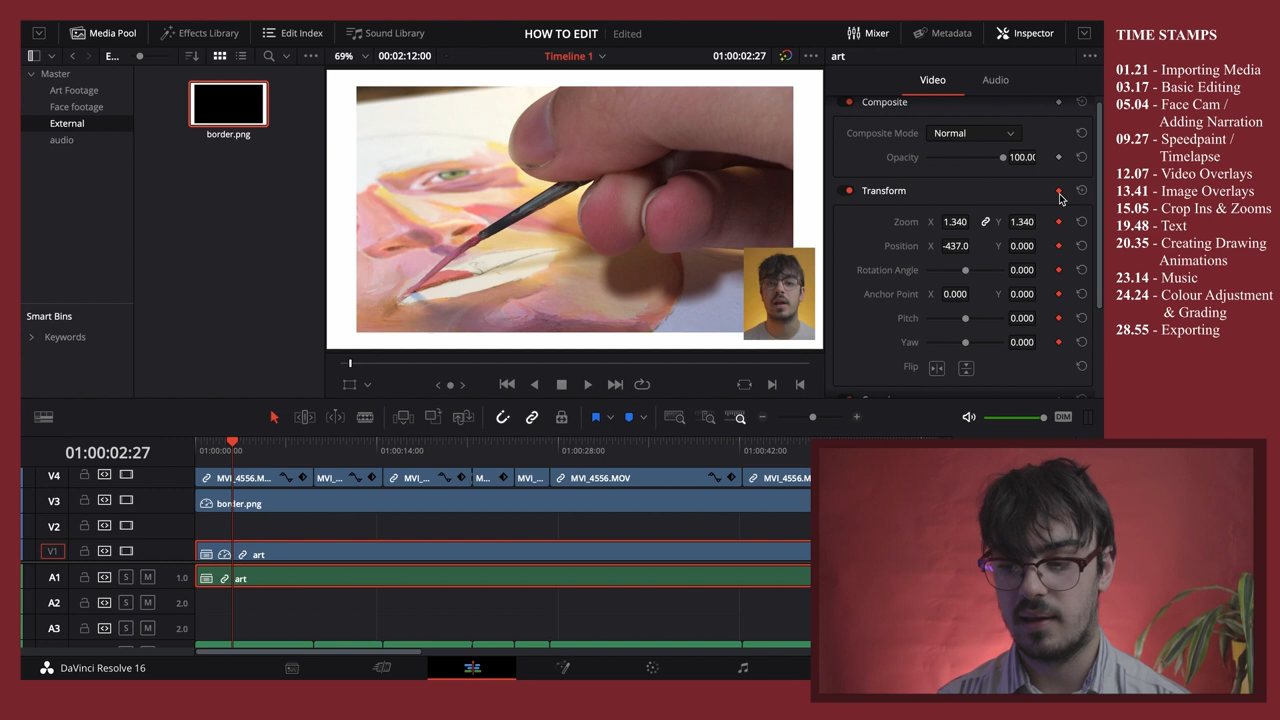 Media Pool Effects Library Edit Index Sound Library HOW TO EDIT Edited Mixer Metadata Inspector
E... 69% 00:02:12:00 Timeline 1 01:00:02:27 art
Master
Art Footage
Face footage
External
audio
border.png
Smart Bins
Keywords
Video Audio
Composite
Composite Mode Normal
Opacity 100.00
Transform
Zoom X 1.340 Y 1.340
Position X -437.0 Y 0.000
Rotation Angle 0.000
Anchor Point X 0.000 Y 0.000
Pitch 0.000
Yaw 0.000
Flip
DIM
01:00:02:27 01:00:00:00 01:00:14:00 01:00:28:00 01:00:42:00
V4 MVI_4556.M... MVI_... MVI_... M... MVI_... MVI_4556.MOV MVI_4556.M
V3 border.png
V2
V1 art
A1 S M 1.0 art
A2 S M 2.0
A3 S M 2.0
DaVinci Resolve 16
TIME STAMPS
01.21 - Importing Media
03.17 - Basic Editing
05.04 - Face Cam /
Adding Narration
09.27 - Speedpaint /
Timelapse
12.07 - Video Overlays
13.41 - Image Overlays
15.05 - Crop Ins & Zooms
19.48 - Text
20.35 - Creating Drawing
Animations
23.14 - Music
24.24 - Colour Adjustment
& Grading
28.55 - Exporting